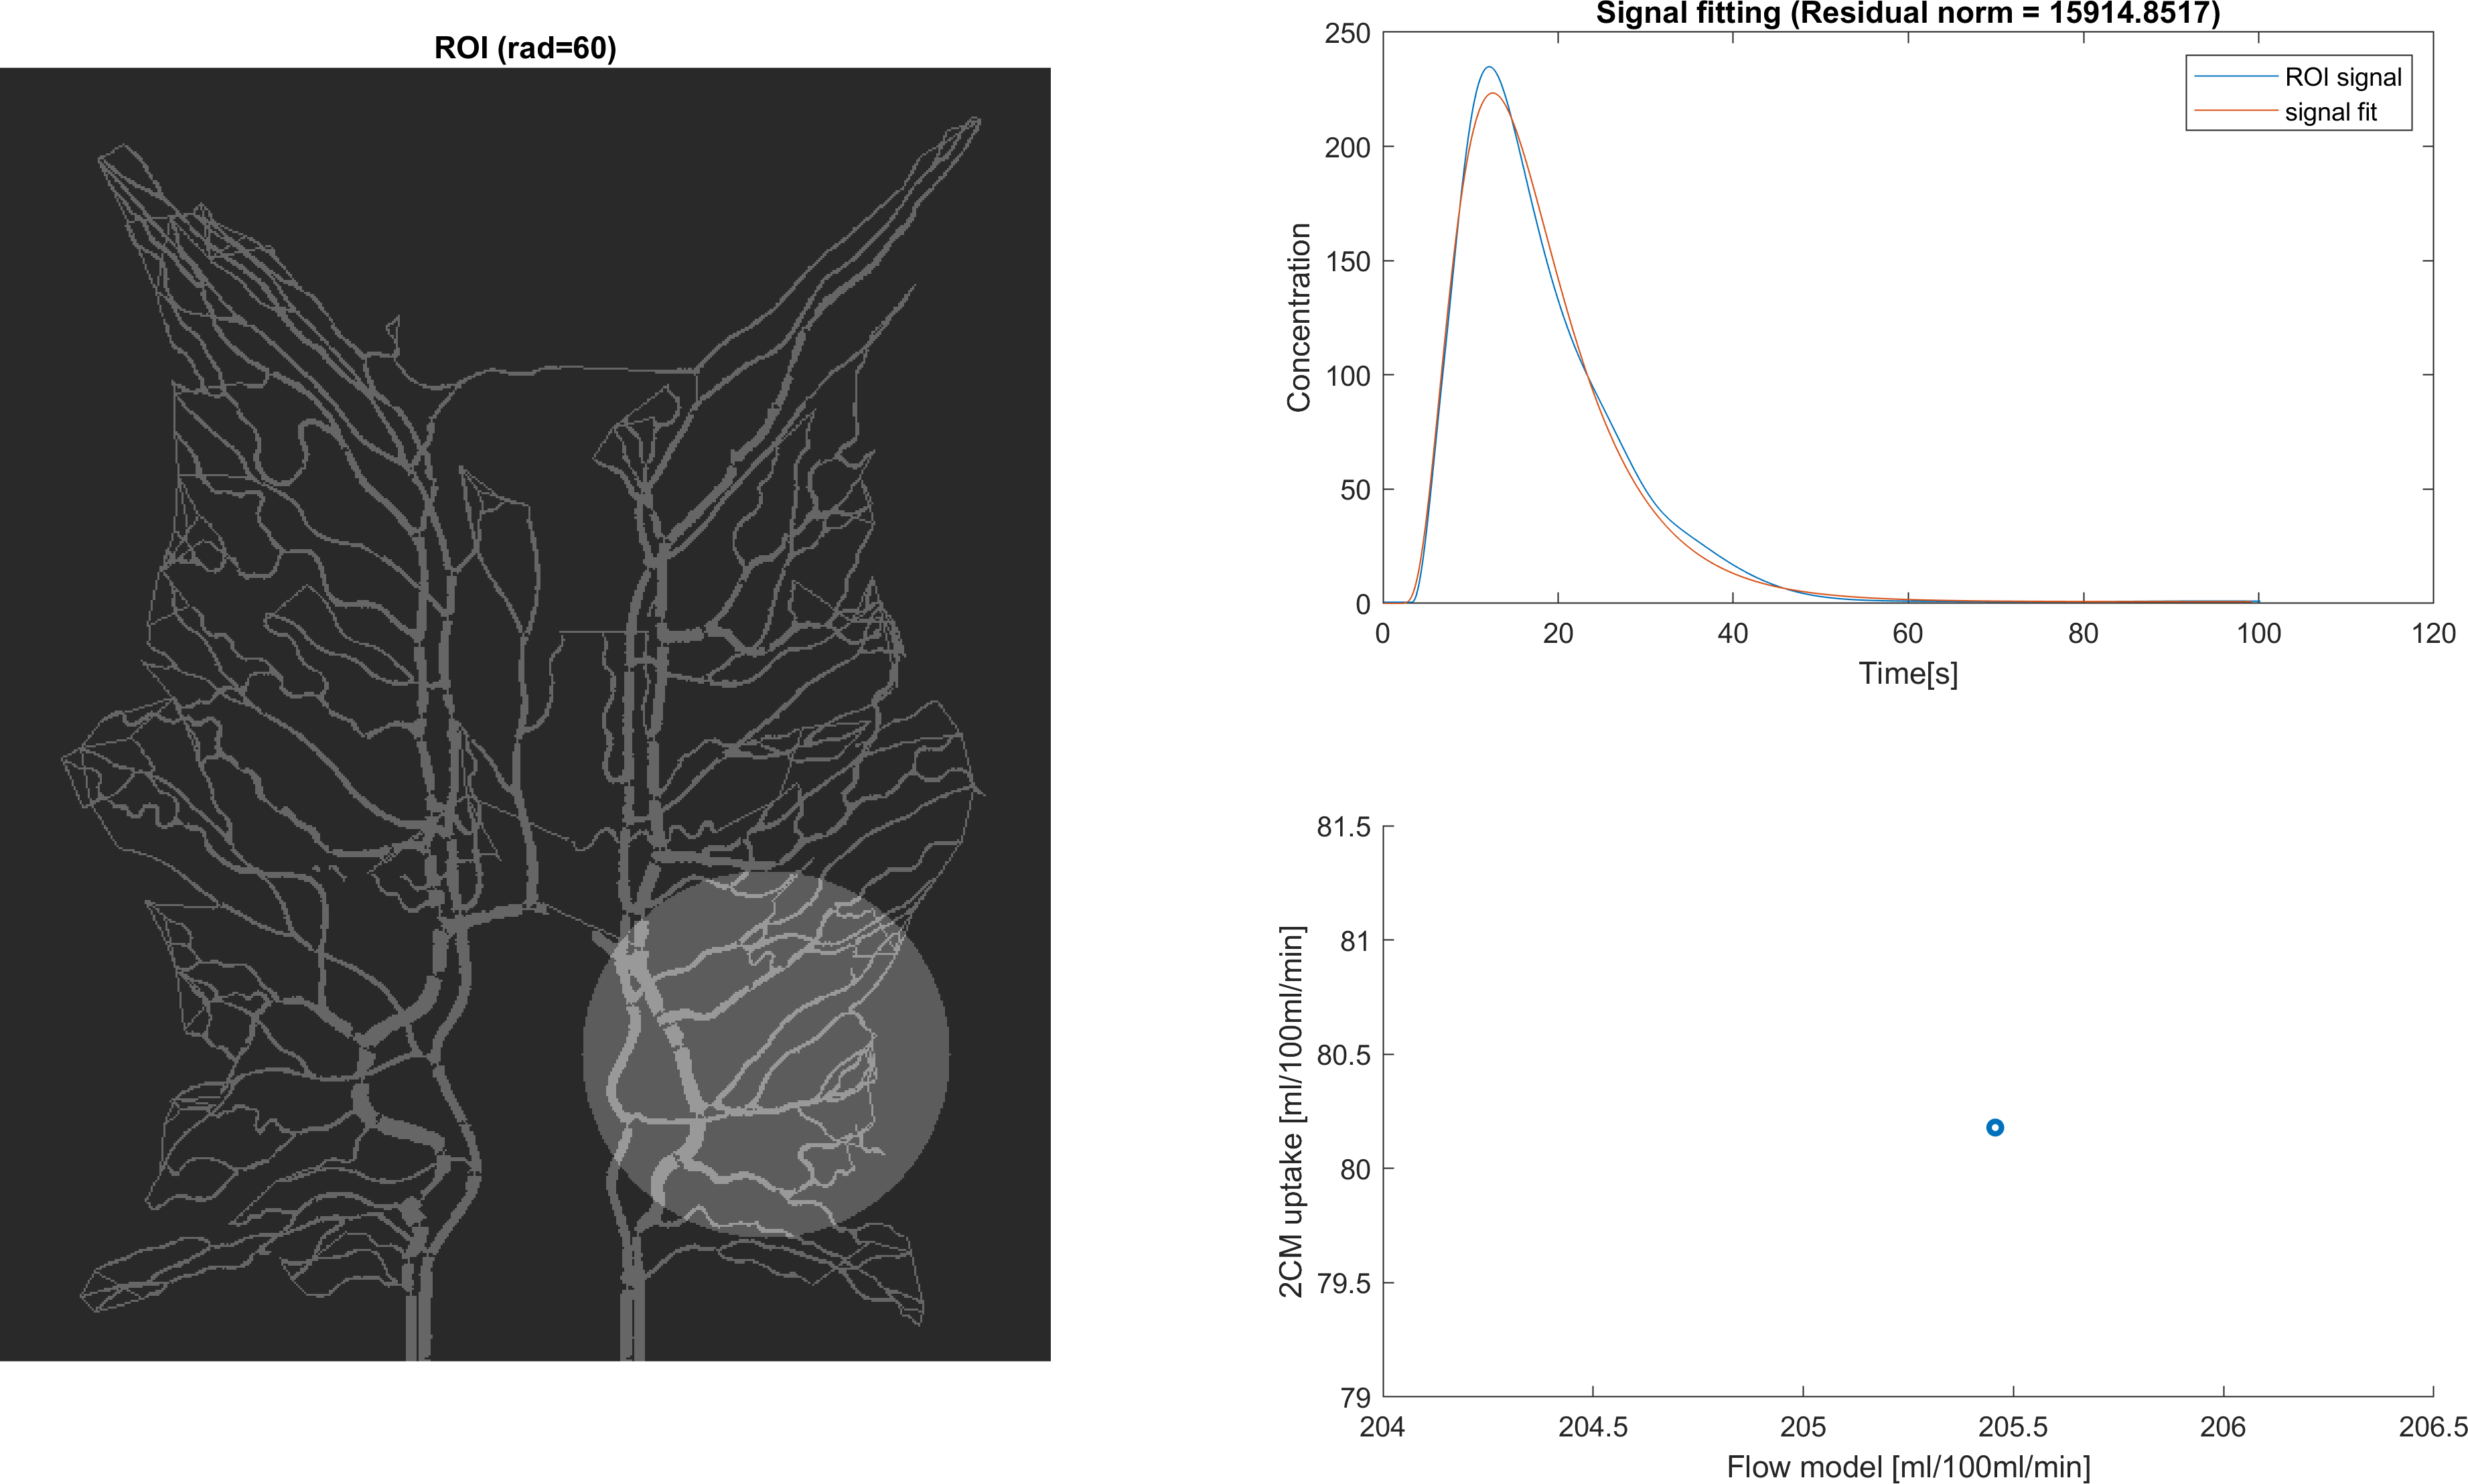 ROI (rad=60)
Signal fitting (Residual norm = 15914.8517)
250
200
150
100
50
0
Concentration
ROI signal
signal fit
0 20 40 60 80 100 120
Time[s]
81.5
81
80.5
80
79.5
79
2CM uptake [ml/100ml/min]
204 204.5 205 205.5 206 206.5
Flow model [ml/100ml/min]